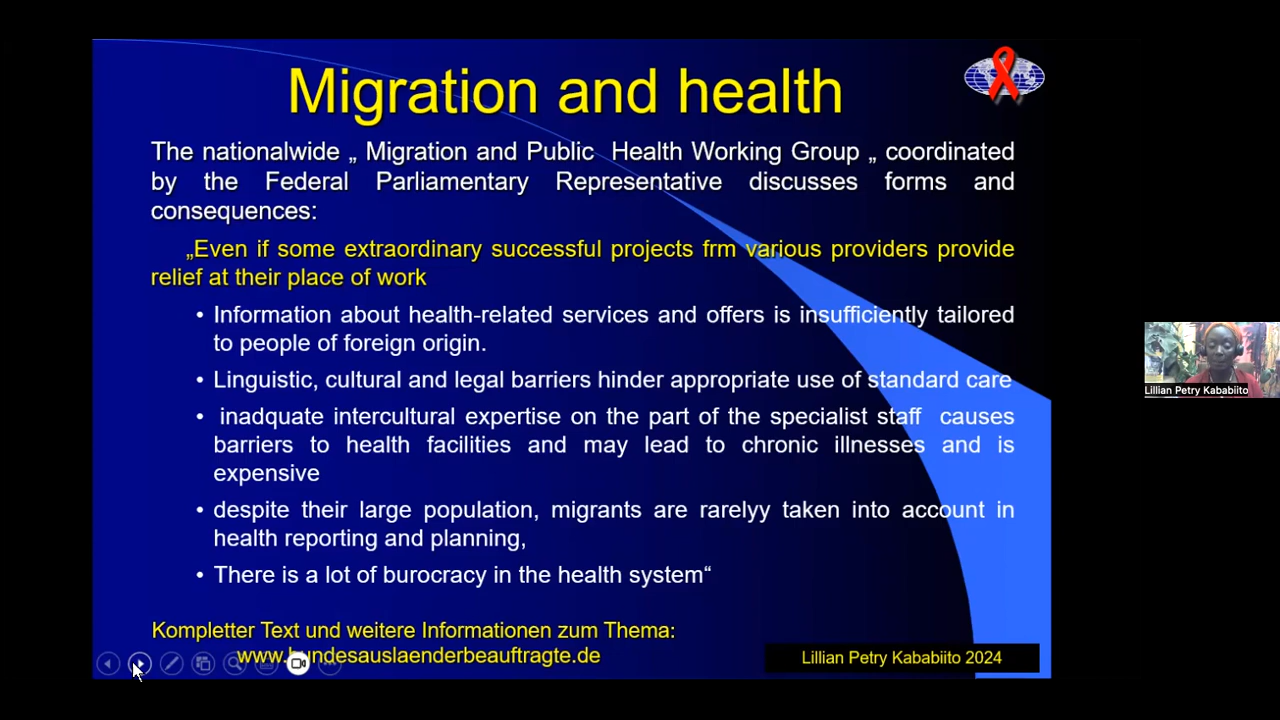 Migration and health
The nationalwide „ Migration and Public Health Working Group „ coordinated
by the Federal Parliamentary Representative discusses forms and
consequences:
„Even if some extraordinary successful projects frm various providers provide
relief at their place of work
• Information about health-related services and offers is insufficiently tailored
to people of foreign origin.
• Linguistic, cultural and legal barriers hinder appropriate use of standard care
• inadquate intercultural expertise on the part of the specialist staff causes
barriers to health facilities and may lead to chronic illnesses and is
expensive
• despite their large population, migrants are rarelyy taken into account in
health reporting and planning,
• There is a lot of burocracy in the health system“
Kompletter Text und weitere Informationen zum Thema:
www.bundesauslaenderbeauftragte.de
Lillian Petry Kababiito 2024
Lillian Petry Kababiito